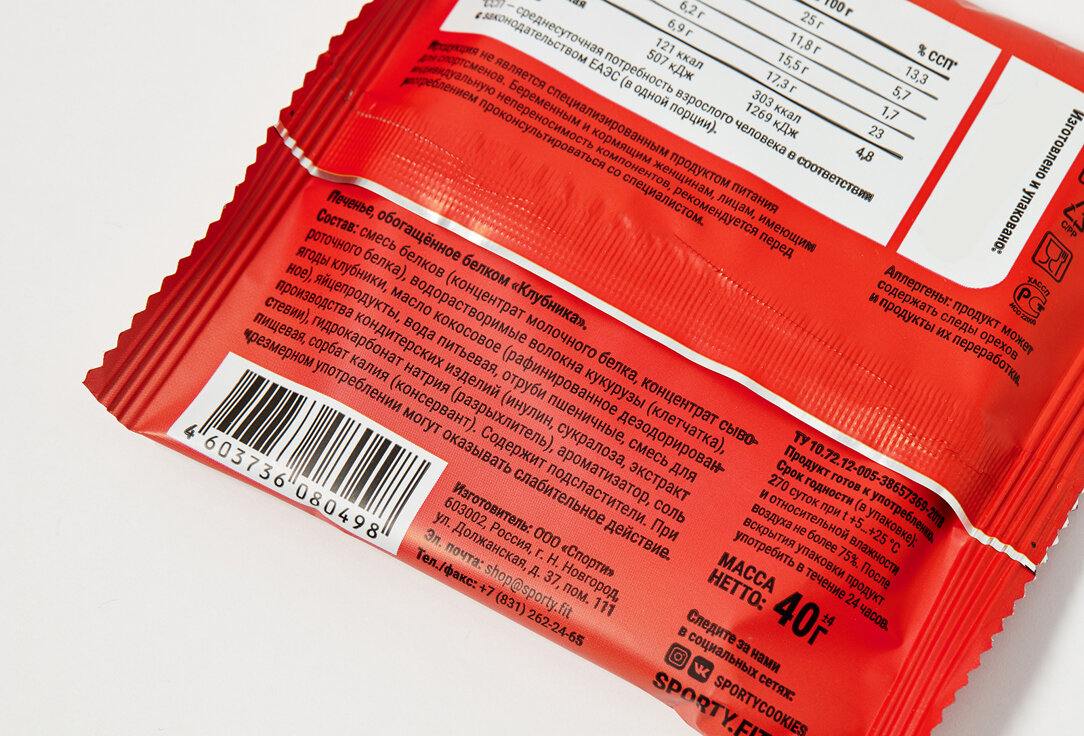 100 г
% ССП*
6,2 г
25 г
13,3
6,9 г
11,8 г
5,7
15,5 г
1,7
17,3 г
23
121 ккал
507 кДж
303 ккал
1269 кДж
4,8
*ССП – среднесуточная потребность взрослого человека в соответствии
с законодательством ЕАЭС (в одной порции).
Продукция не является специализированным продуктом питания
для спортсменов. Беременным и кормящим женщинам, лицам, имеющим
индивидуальную непереносимость компонентов, рекомендуется перед
употреблением проконсультироваться со специалистом.
Изготовлено и упаковано:
Аллергены: продукт может
содержать следы орехов
и продукты их переработки.
Печенье, обогащённое белком «Клубника».
Состав: смесь белков (концентрат молочного белка, концентрат сыво-
роточного белка), водорастворимые волокна кукурузы (клетчатка),
ягоды клубники, масло кокосовое (рафинированное дезодорирован-
ное), яйцепродукты, вода питьевая, отруби пшеничные, смесь для
производства кондитерских изделий (инулин, сукралоза, экстракт
стевии), гидрокарбонат натрия (разрыхлитель), ароматизатор, соль
пищевая, сорбат калия (консервант). Содержит подсластители. При
чрезмерном употреблении могут оказывать слабительное действие.
4 603736 080498
Изготовитель: ООО «Спорти»
603002, Россия, г. Н. Новгород,
ул. Должанская, д. 37, пом. 111
Эл. почта: shop@sporty.fit
Тел./факс: +7 (831) 262-24-65
ТУ 10.72.12-005-38657369-2018
Продукт готов к употреблению.
Срок годности (в упаковке):
270 суток при t +5...+25 °C
и относительной влажности
воздуха не более 75%. После
вскрытия упаковки продукт
употребить в течение 24 часов.
МАССА
НЕТТО: 40г ±4
Следите за нами
в социальных сетях:
SPORTYCOOKIES
SPORTY.FIT